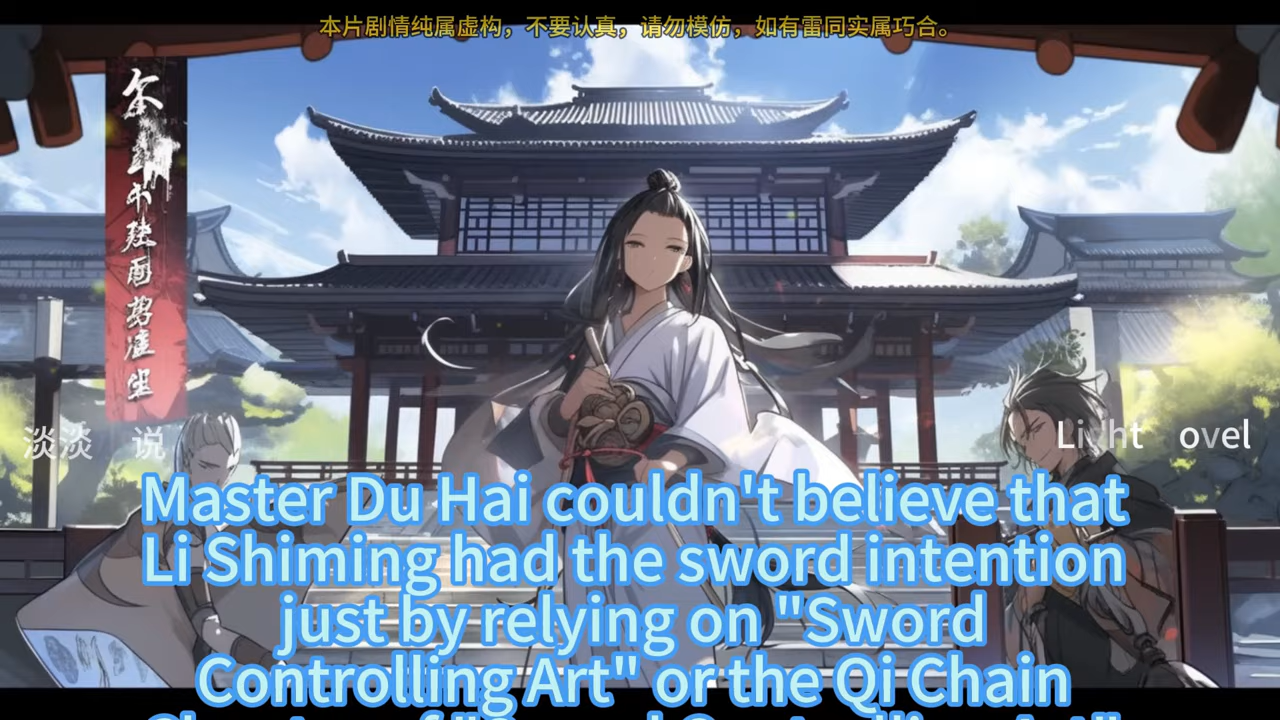 本片剧情纯属虚构，不要认真，请勿模仿，如有雷同实属巧合。
淡淡 说
Light ovel
Master Du Hai couldn't believe that
Li Shiming had the sword intention
just by relying on "Sword
Controlling Art" or the Qi Chain